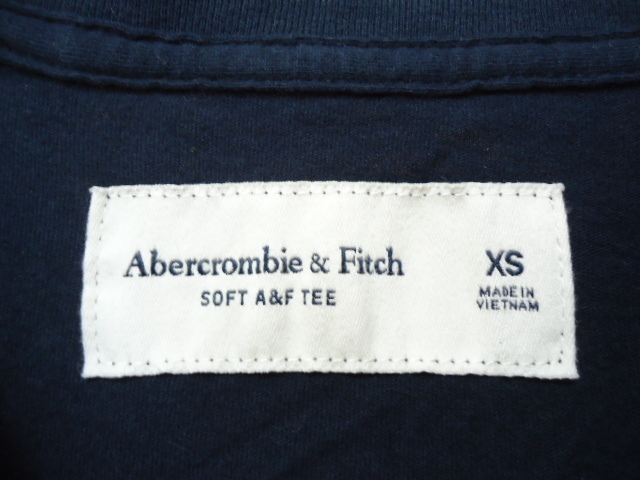 Abercrombie & Fitch
SOFT A&F TEE
XS
MADE IN
VIETNAM